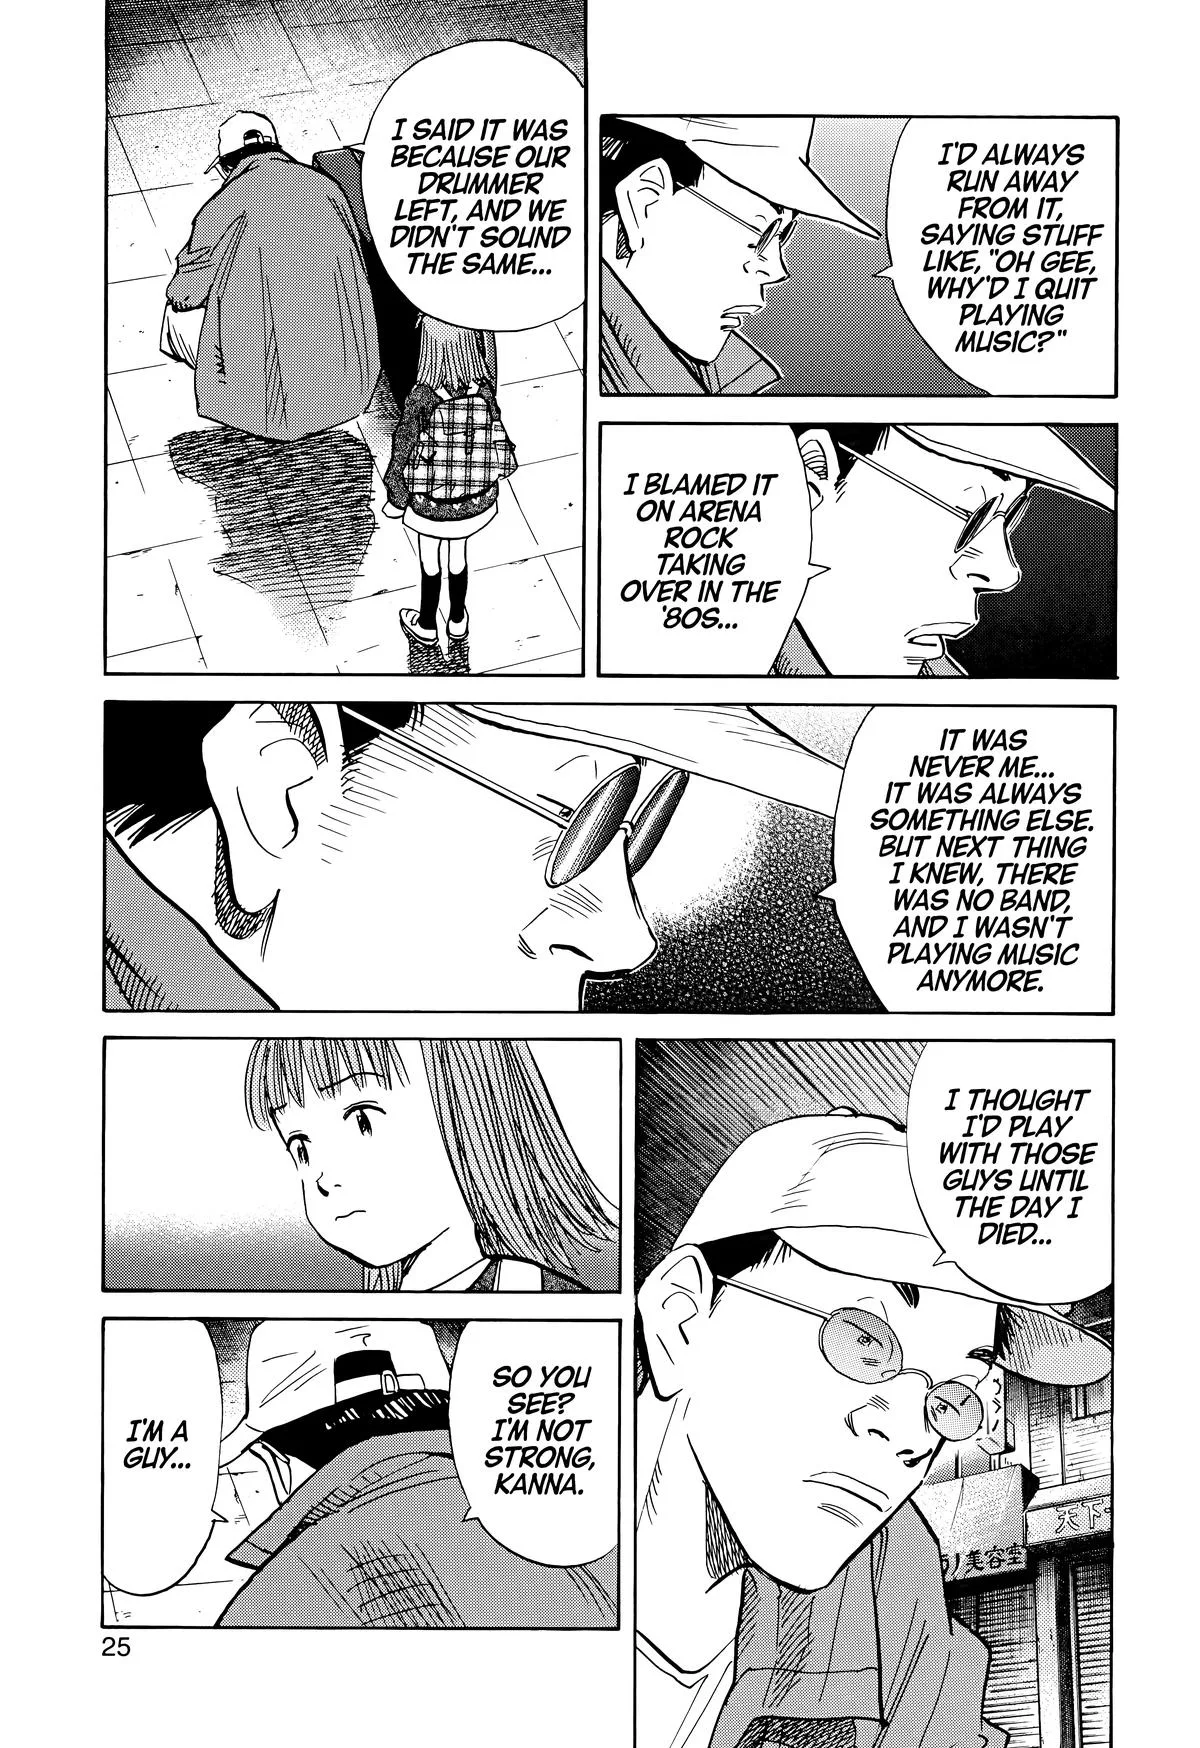 I'D ALWAYS
RUN AWAY
FROM IT,
SAYING STUFF
LIKE, "OH GEE,
WHY'D I QUIT
PLAYING
MUSIC?"
I SAID IT WAS
BECAUSE OUR
DRUMMER
LEFT, AND WE
DIDN'T SOUND
THE SAME...
I BLAMED IT
ON ARENA
ROCK
TAKING
OVER IN THE
'80S...
IT WAS
NEVER ME...
IT WAS ALWAYS
SOMETHING ELSE.
BUT NEXT THING
I KNEW, THERE
WAS NO BAND,
AND I WASN'T
PLAYING MUSIC
ANYMORE.
I THOUGHT
I'D PLAY
WITH THOSE
GUYS UNTIL
THE DAY I
DIED...
天下一
美容室
SO YOU
SEE?
I'M NOT
STRONG,
KANNA.
I'M A
GUY...
25